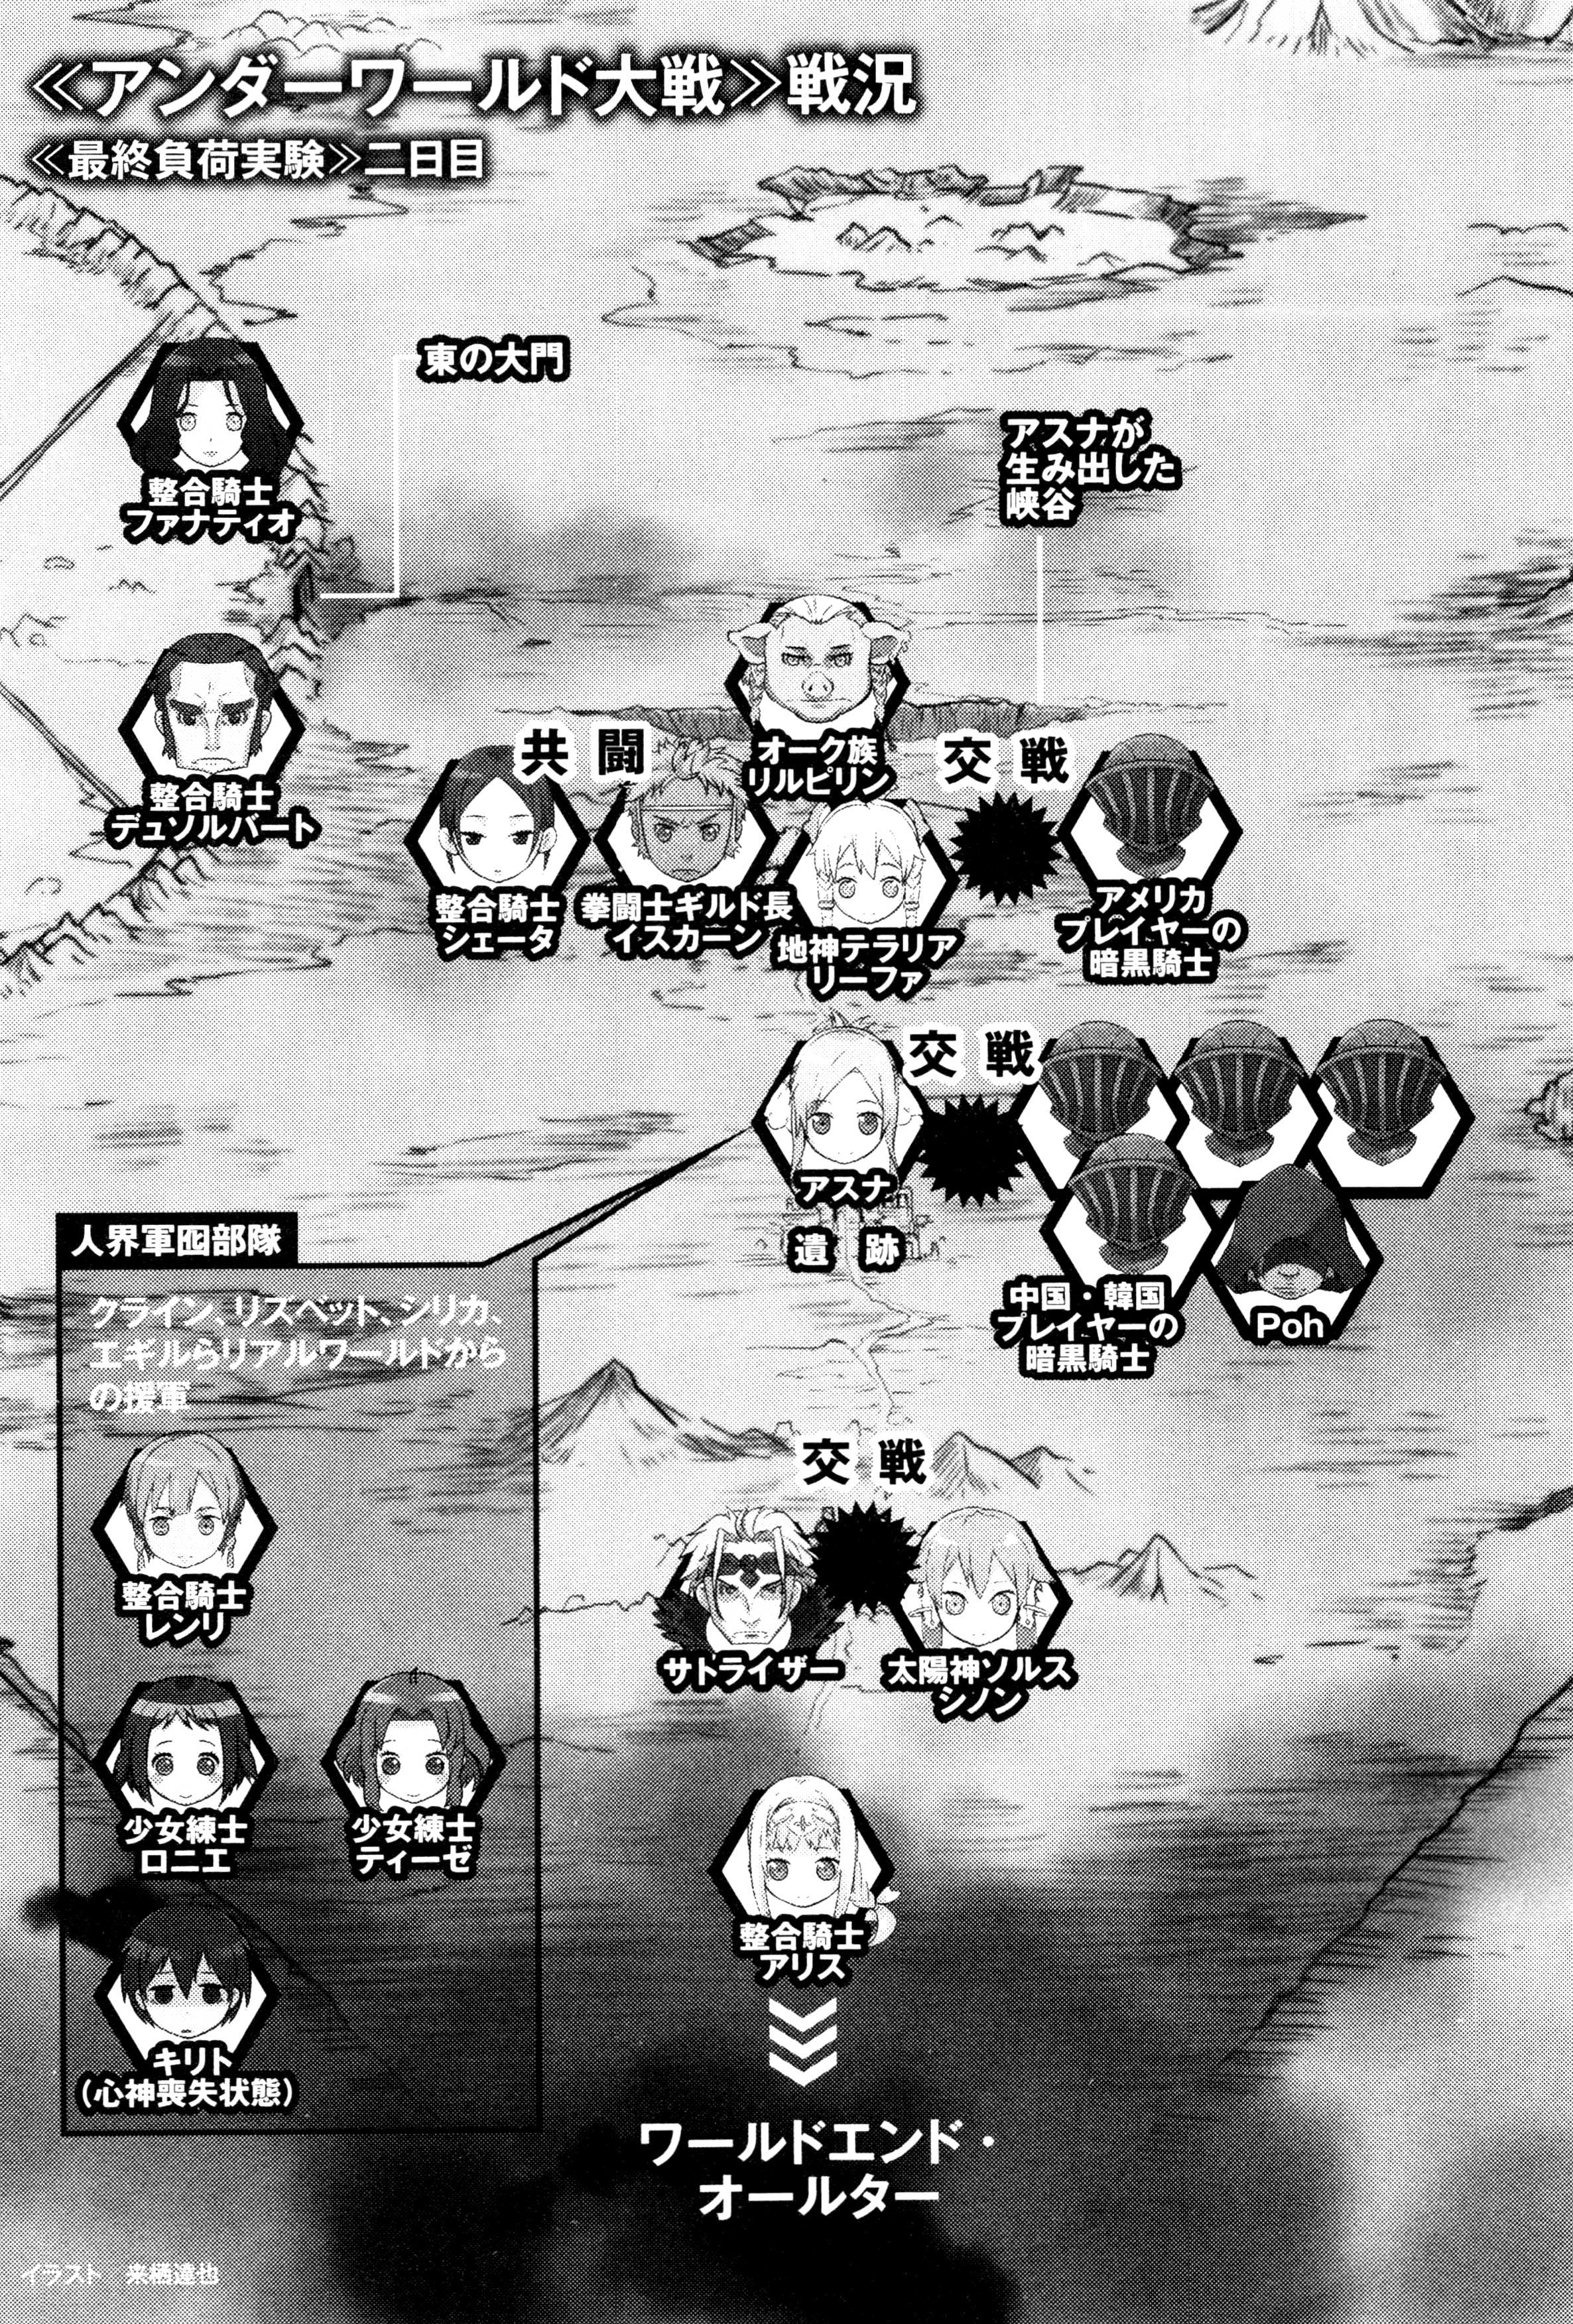 ≪アンダーワールド大戦≫戦況
≪最終負荷実験≫二日目
東の大門
アスナが
生み出した
峡谷
整合騎士
ファナティオ
整合騎士
デュソルバート
共闘
交戦
オーク族
リルピリン
整合騎士
シェータ
拳闘士ギルド長
イスカーン
地神テラリア
リーファ
アメリカ
プレイヤーの
暗黒騎士
交戦
アスナ
遺跡
中国・韓国
プレイヤーの
暗黒騎士
Poh
人界軍囮部隊
クライン、リズベット、シリカ、
エギルらリアルワールドから
の援軍
整合騎士
レンリ
少女練士
ロニエ
少女練士
ティーゼ
キリト
(心神喪失状態)
交戦
サトライザー
太陽神ソルス
シノン
整合騎士
アリス
ワールドエンド・
オールター
イラスト 来栖達也